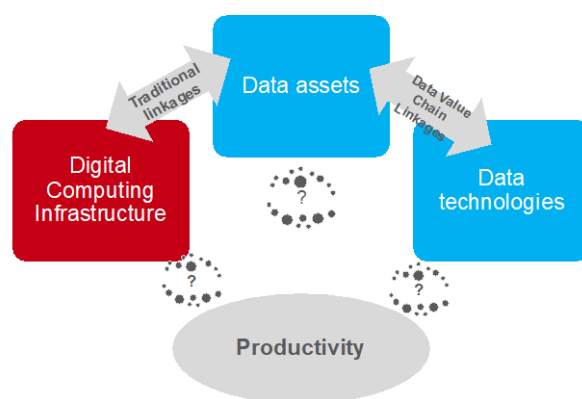 Traditional
linkages
Data assets
Data Value
Chain
Linkages
Digital
Computing
Infrastructure
Data
technologies
?
?
?
Productivity